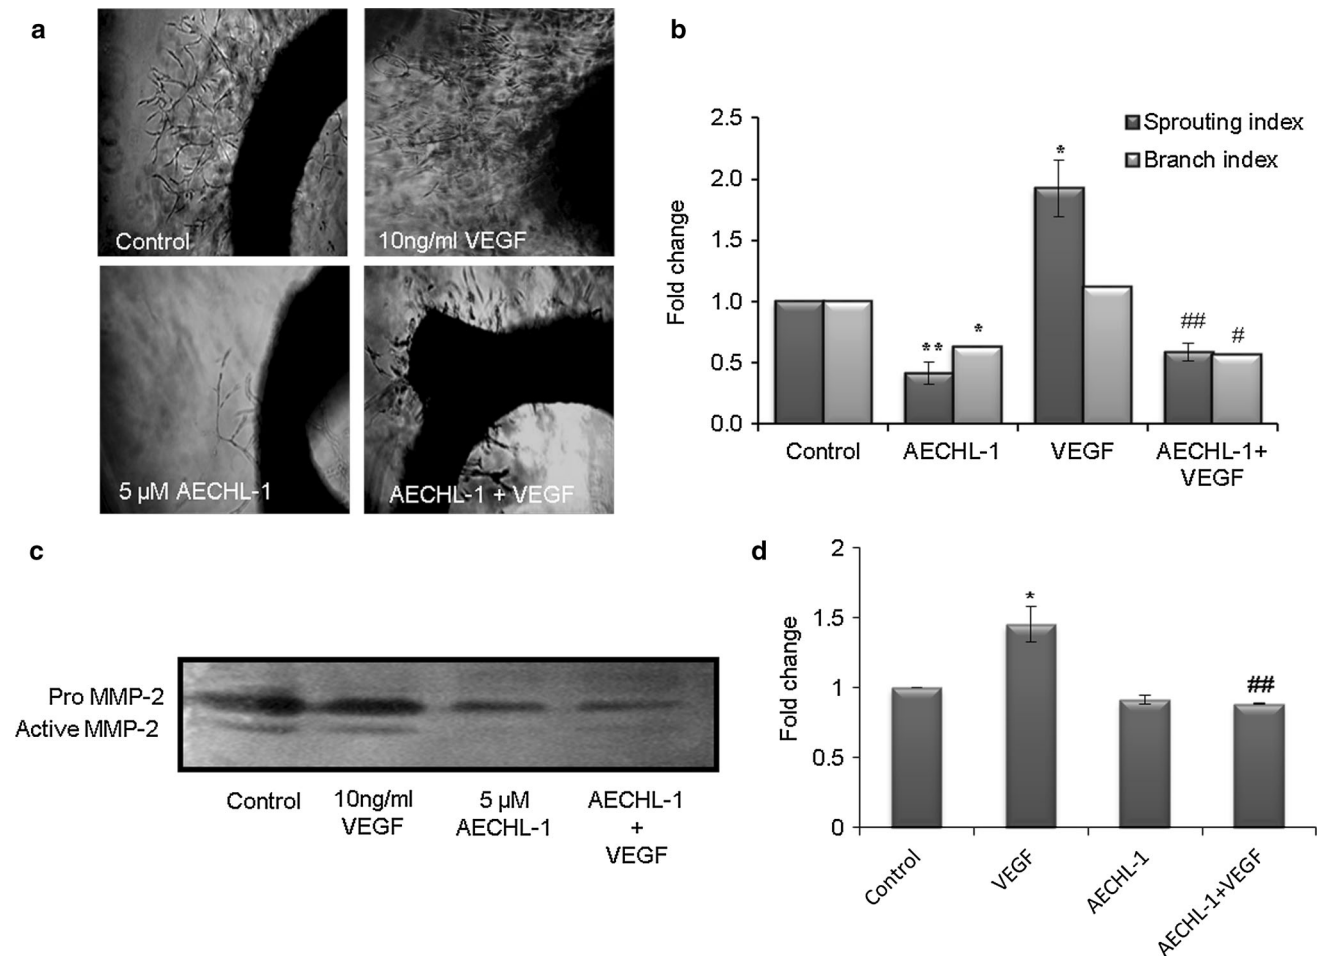 a
Control
10ng/ml VEGF
5 µM AECHL-1
AECHL-1 + VEGF
b
Sprouting index
Branch index
Fold change
2.5
2.0
1.5
1.0
0.5
0.0
**
*
*
##
#
Control
AECHL-1
VEGF
AECHL-1+
VEGF
c
Pro MMP-2
Active MMP-2
Control
10ng/ml
VEGF
5 µM
AECHL-1
AECHL-1
+
VEGF
d
Fold change
2
1.5
1
0.5
0
*
##
Control
VEGF
AECHL-1
AECHL-1+VEGF